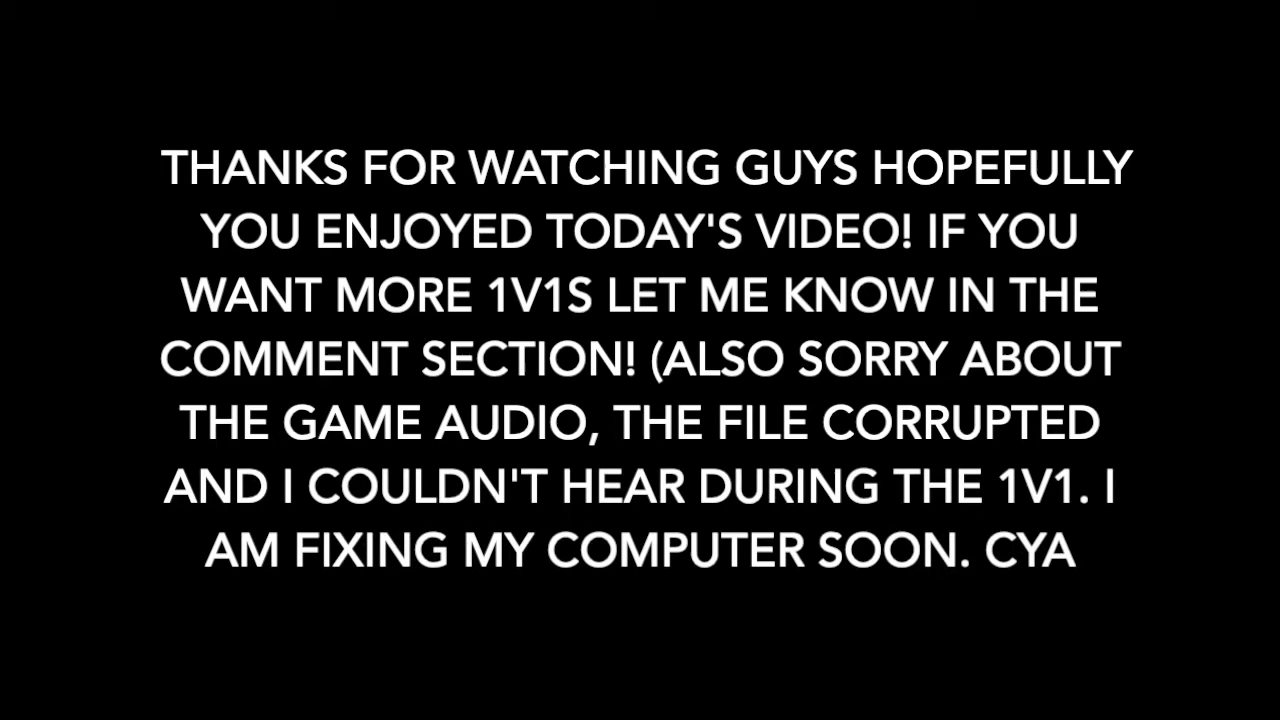 THANKS FOR WATCHING GUYS HOPEFULLY
YOU ENJOYED TODAY'S VIDEO! IF YOU
WANT MORE 1V1S LET ME KNOW IN THE
COMMENT SECTION! (ALSO SORRY ABOUT
THE GAME AUDIO, THE FILE CORRUPTED
AND I COULDN'T HEAR DURING THE 1V1. I
AM FIXING MY COMPUTER SOON. CYA